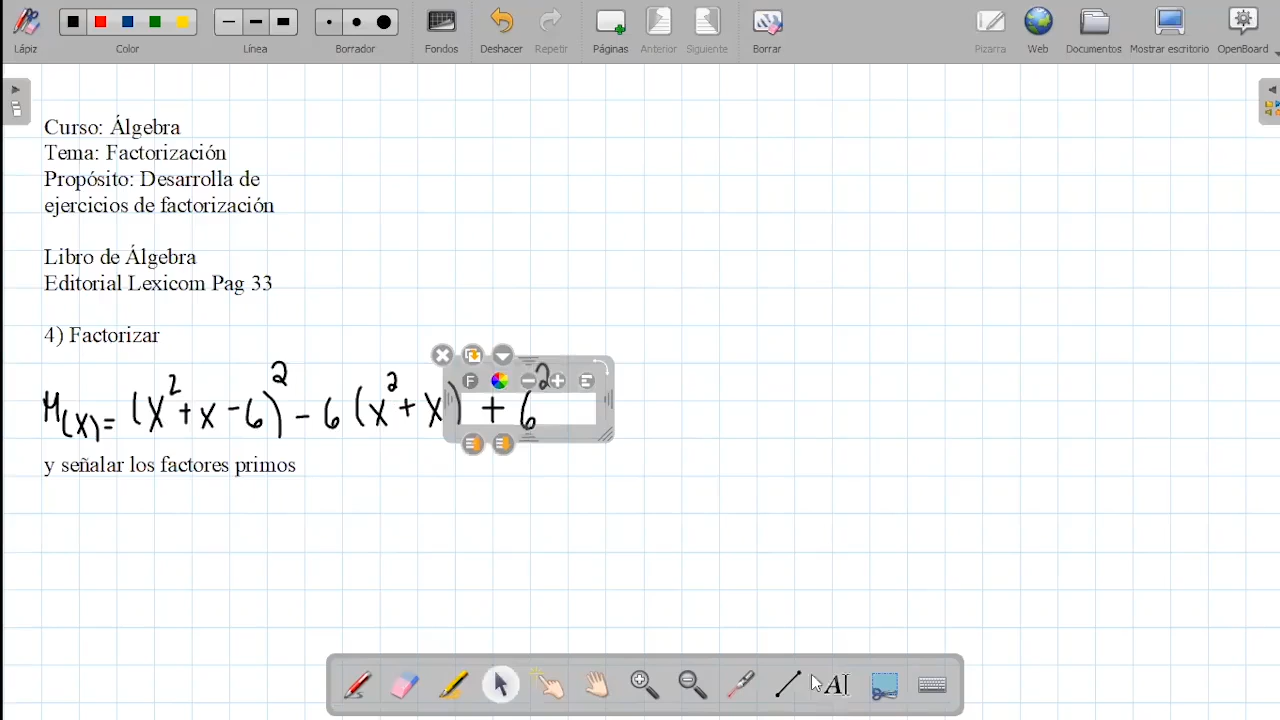 Lápiz Color Línea Borrador Fondos Deshacer Repetir Páginas Anterior Siguiente Borrar Pizarra Web Documentos Mostrar escritorio OpenBoard
Curso: Álgebra
Tema: Factorización
Propósito: Desarrolla de
ejercicios de factorización
Libro de Álgebra
Editorial Lexicom Pag 33
4) Factorizar
M(x) = (x² + x - 6)² - 6 (x² + x) + 6²
y señalar los factores primos
F
AI